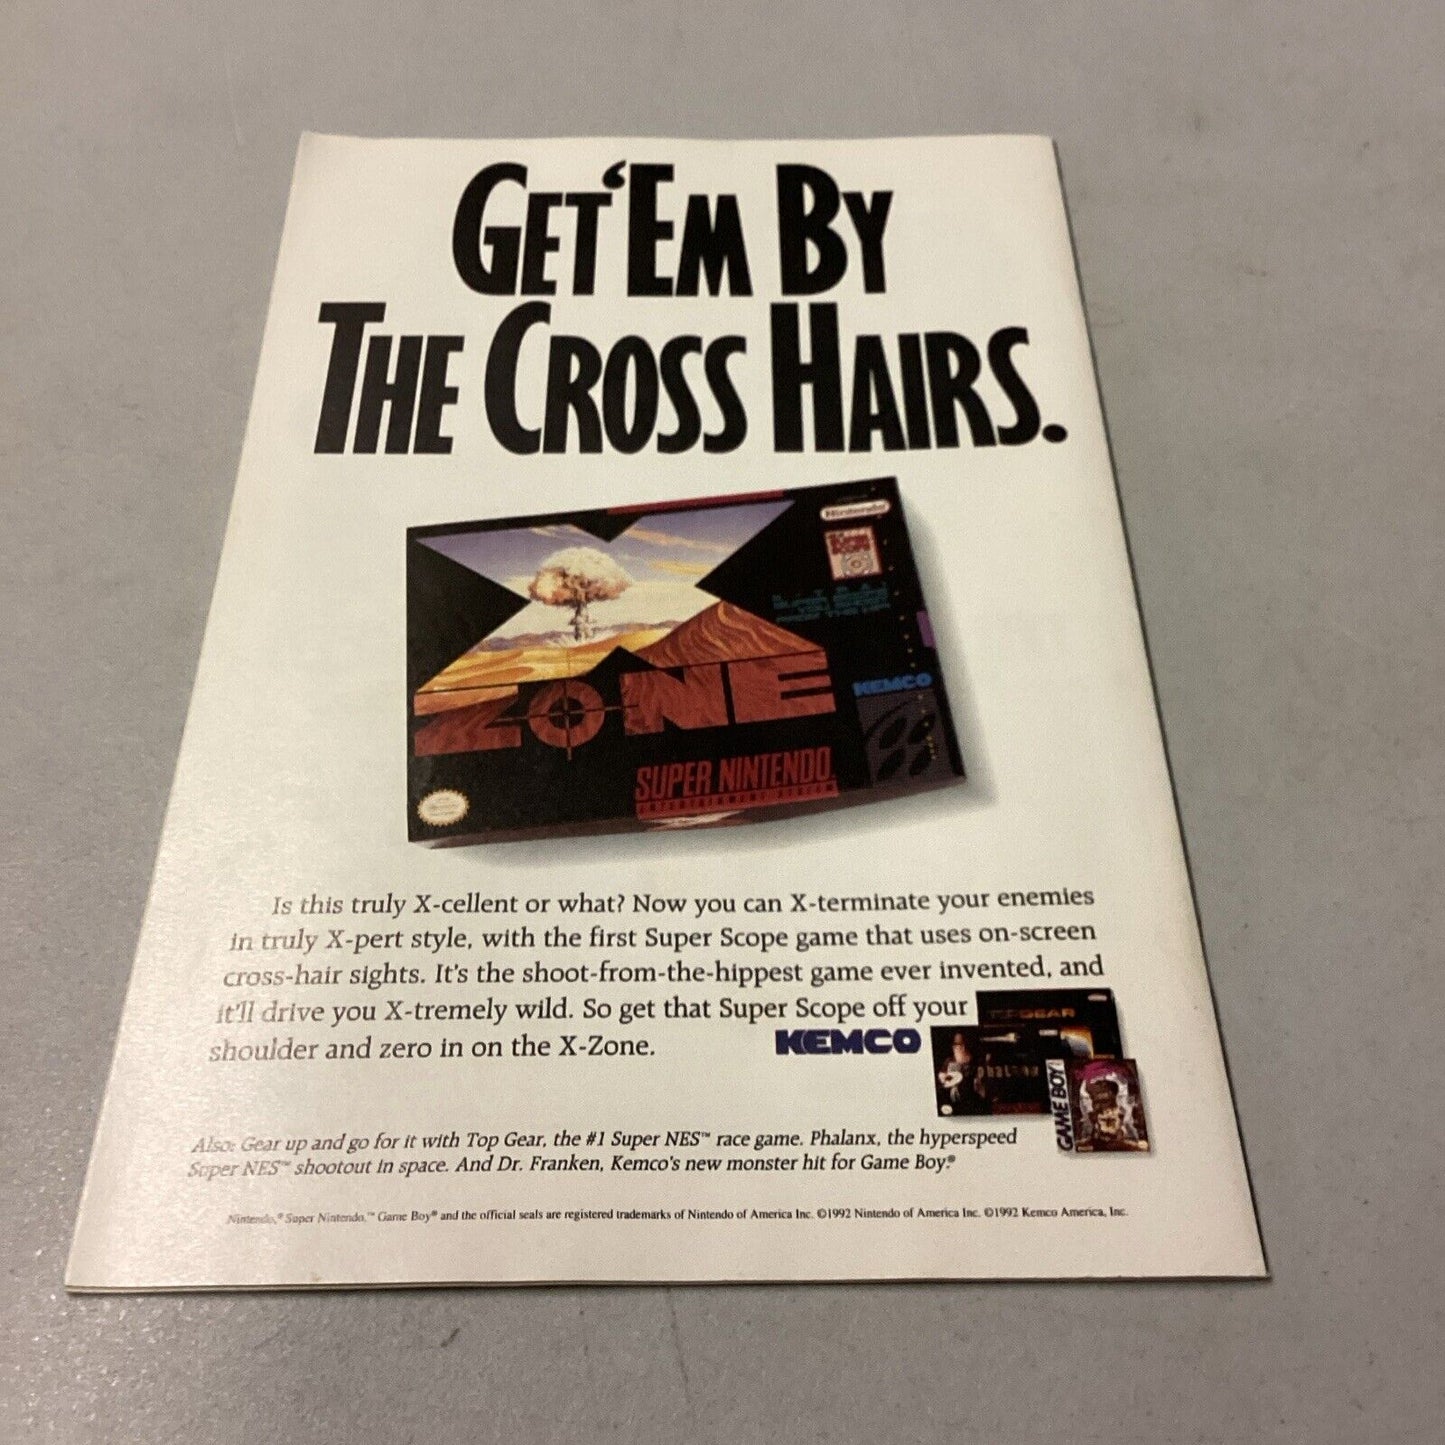 GET 'EM BY
THE CROSS HAIRS.
Nintendo
SUPER
SCOPE
KEMCO
ZONE
SUPER NINTENDO
ENTERTAINMENT SYSTEM
Is this truly X-cellent or what? Now you can X-terminate your enemies
in truly X-pert style, with the first Super Scope game that uses on-screen
cross-hair sights. It's the shoot-from-the-hippest game ever invented, and
it'll drive you X-tremely wild. So get that Super Scope off your
shoulder and zero in on the X-Zone.
KEMCO
TOP GEAR
phalanx
GAME BOY
Also: Gear up and go for it with Top Gear, the #1 Super NES™ race game. Phalanx, the hyperspeed
Super NES™ shootout in space. And Dr. Franken, Kemco's new monster hit for Game Boy.®
Nintendo,® Super Nintendo,™ Game Boy® and the official seals are registered trademarks of Nintendo of America Inc. ©1992 Nintendo of America Inc. ©1992 Kemco America, Inc.